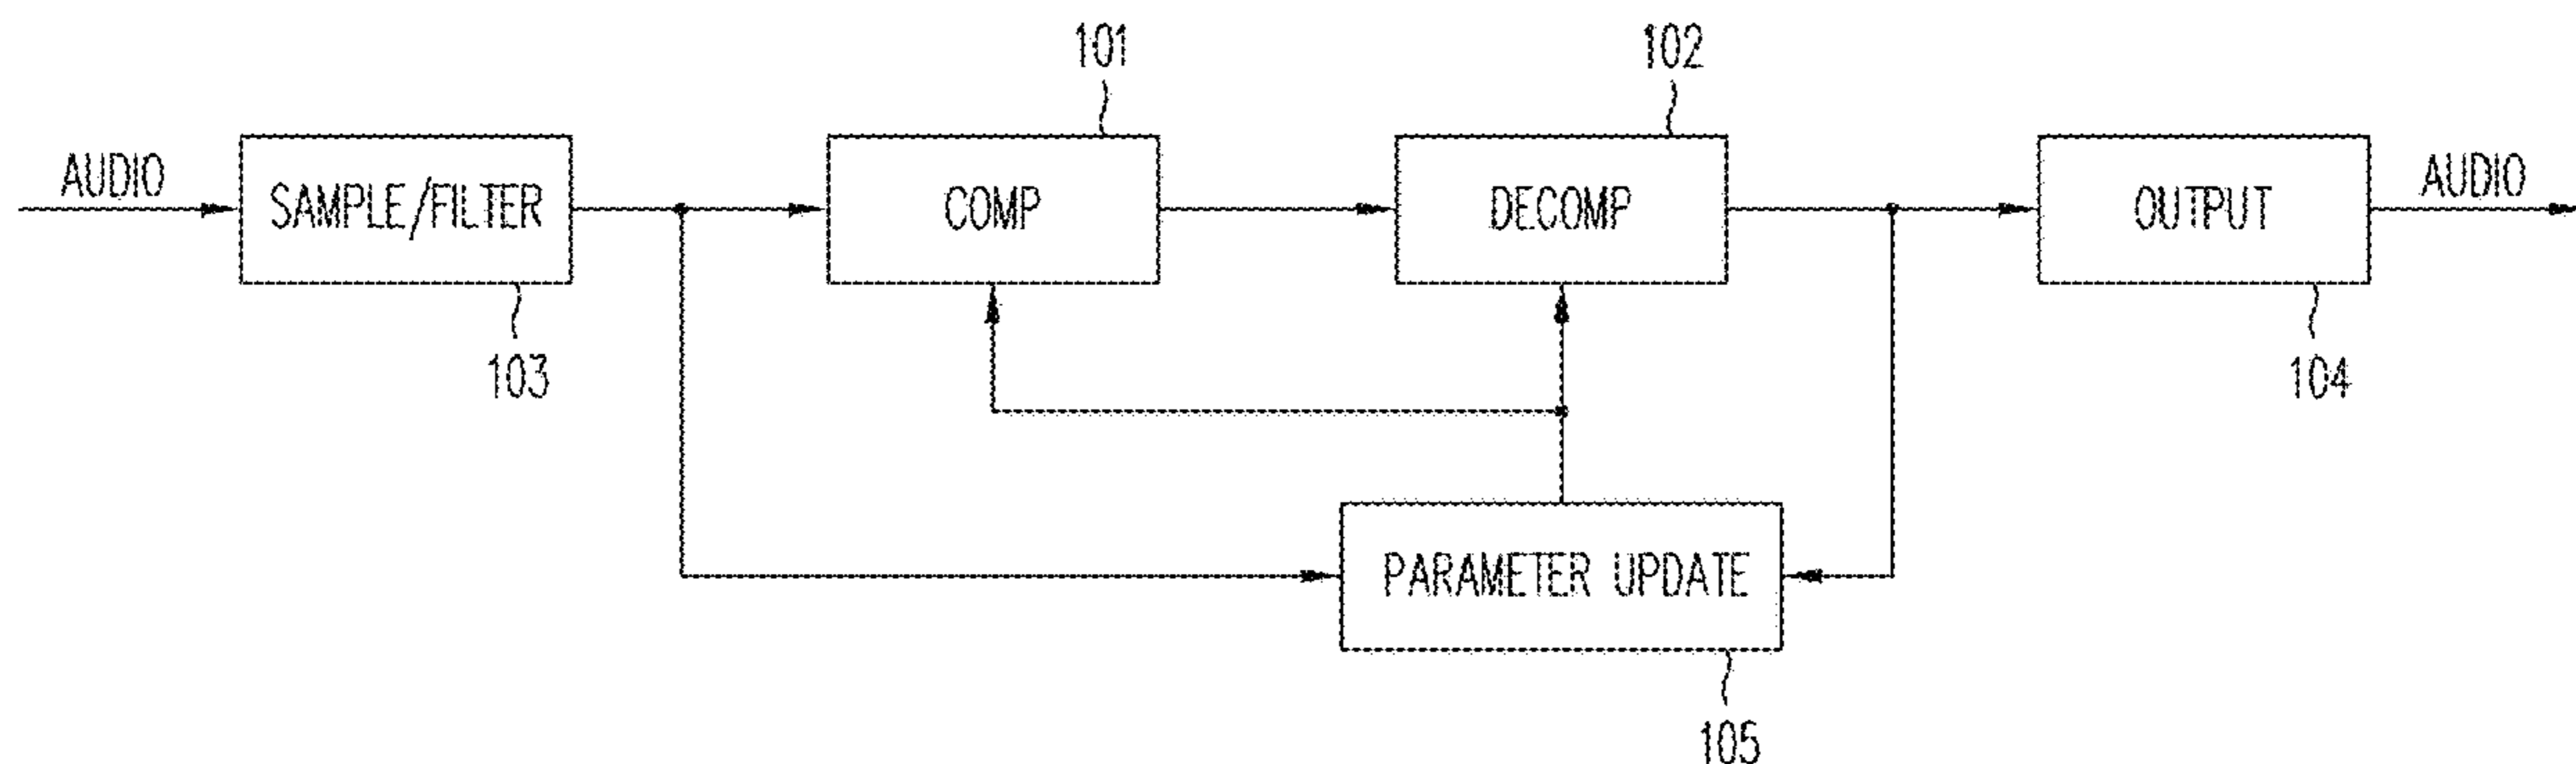 101
102
AUDIO
SAMPLE/FILTER
COMP
DECOMP
OUTPUT
AUDIO
103
104
PARAMETER UPDATE
105